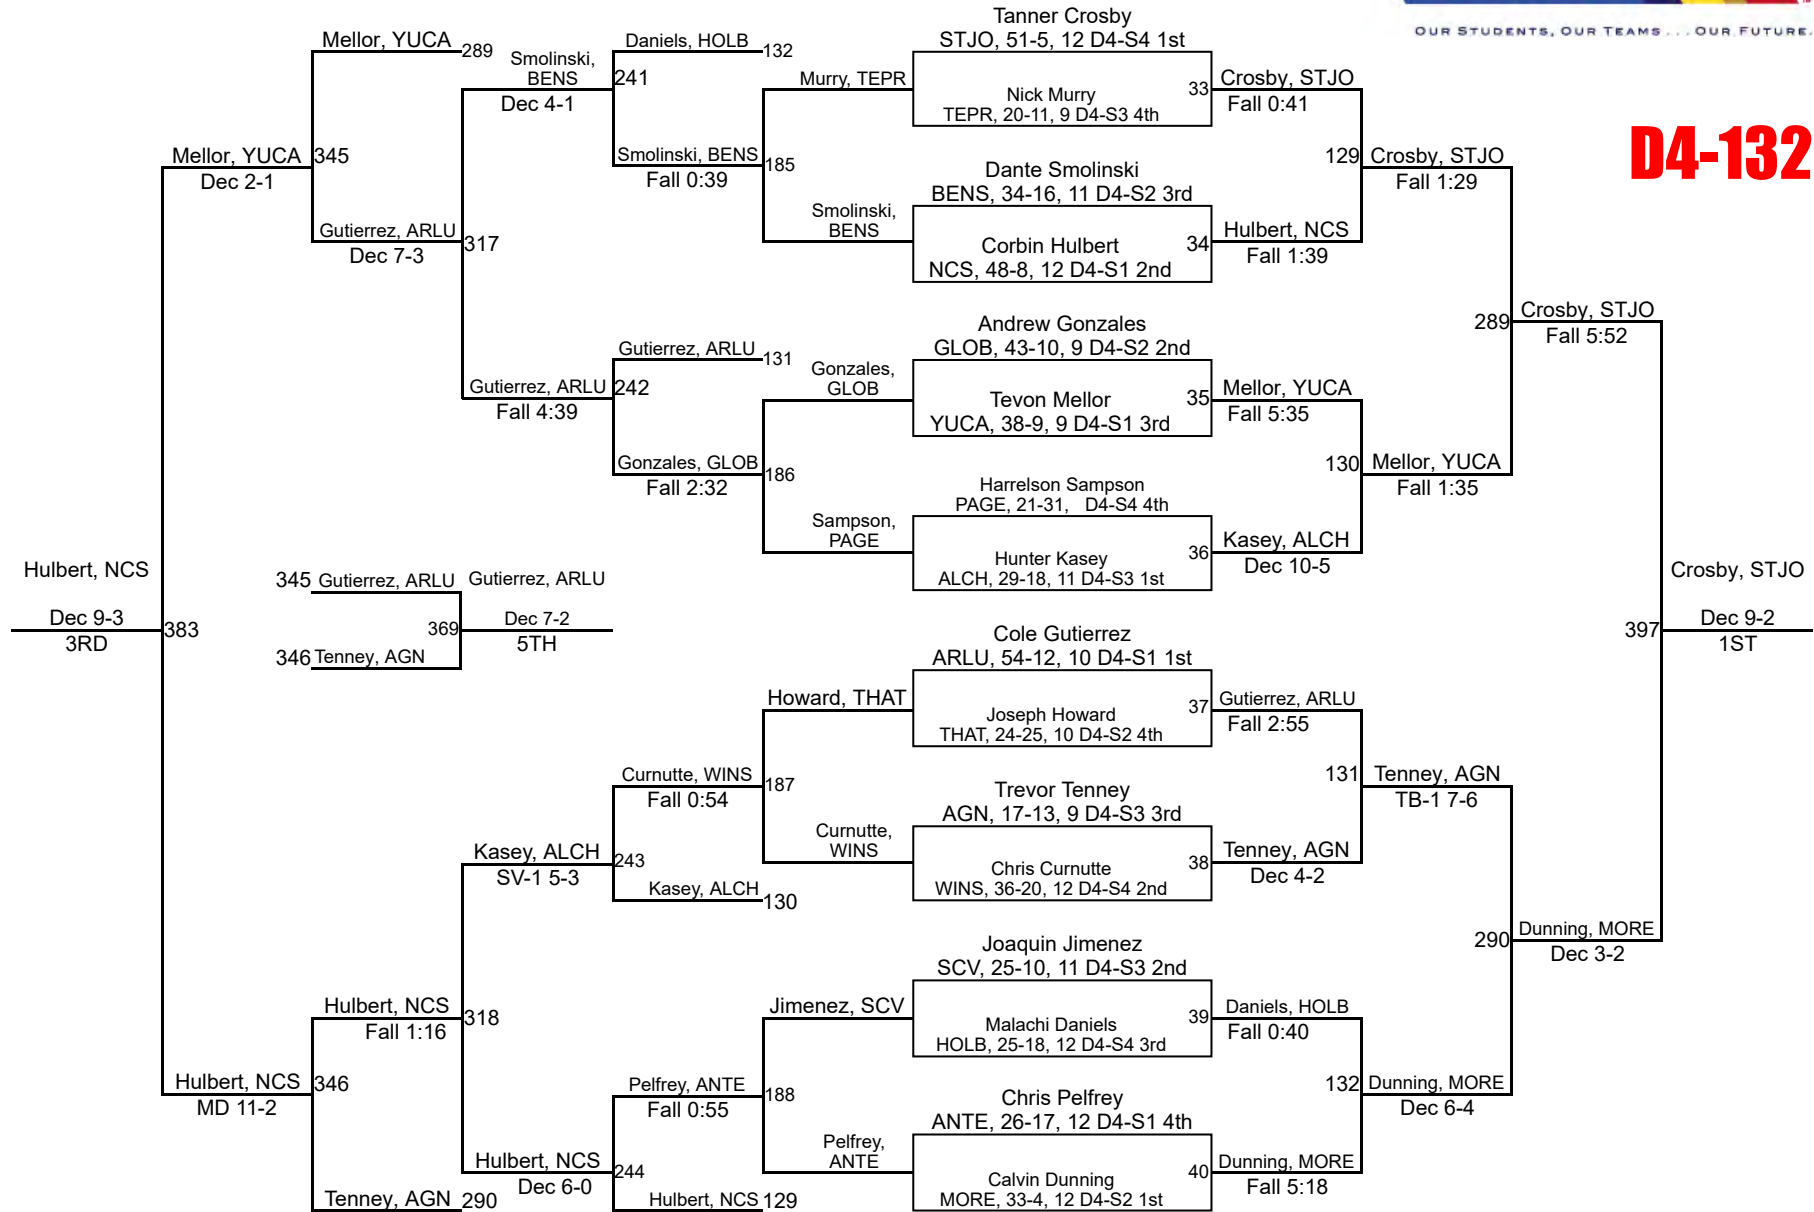 OUR STUDENTS, OUR TEAMS . . . OUR FUTURE.
D4-132
Tanner Crosby
STJO, 51-5, 12 D4-S4 1st
Nick Murry
TEPR, 20-11, 9 D4-S3 4th
33
Dante Smolinski
BENS, 34-16, 11 D4-S2 3rd
Corbin Hulbert
NCS, 48-8, 12 D4-S1 2nd
34
Andrew Gonzales
GLOB, 43-10, 9 D4-S2 2nd
Tevon Mellor
YUCA, 38-9, 9 D4-S1 3rd
35
Harrelson Sampson
PAGE, 21-31, D4-S4 4th
Hunter Kasey
ALCH, 29-18, 11 D4-S3 1st
36
Cole Gutierrez
ARLU, 54-12, 10 D4-S1 1st
Joseph Howard
THAT, 24-25, 10 D4-S2 4th
37
Trevor Tenney
AGN, 17-13, 9 D4-S3 3rd
Chris Curnutte
WINS, 36-20, 12 D4-S4 2nd
38
Joaquin Jimenez
SCV, 25-10, 11 D4-S3 2nd
Malachi Daniels
HOLB, 25-18, 12 D4-S4 3rd
39
Chris Pelfrey
ANTE, 26-17, 12 D4-S1 4th
Calvin Dunning
MORE, 33-4, 12 D4-S2 1st
40
Crosby, STJO
Fall 0:41
Hulbert, NCS
Fall 1:39
Mellor, YUCA
Fall 5:35
Kasey, ALCH
Dec 10-5
Gutierrez, ARLU
Fall 2:55
Tenney, AGN
Dec 4-2
Daniels, HOLB
Fall 0:40
Dunning, MORE
Fall 5:18
129
Crosby, STJO
Fall 1:29
130
Mellor, YUCA
Fall 1:35
131
Tenney, AGN
TB-1 7-6
132
Dunning, MORE
Dec 6-4
289
Crosby, STJO
Fall 5:52
290
Dunning, MORE
Dec 3-2
Crosby, STJO
397
Dec 9-2
1ST
Murry, TEPR
Smolinski,
BENS
185
Gonzales,
GLOB
Sampson,
PAGE
186
Howard, THAT
Curnutte,
WINS
187
Jimenez, SCV
Pelfrey,
ANTE
188
Daniels, HOLB
132
Smolinski, BENS
Fall 0:39
241
Gutierrez, ARLU
131
Gonzales, GLOB
Fall 2:32
242
Curnutte, WINS
Fall 0:54
243
Kasey, ALCH
130
Pelfrey, ANTE
Fall 0:55
244
Hulbert, NCS
129
Smolinski,
BENS
Dec 4-1
Gutierrez, ARLU
Fall 4:39
317
Kasey, ALCH
SV-1 5-3
Hulbert, NCS
Dec 6-0
318
Mellor, YUCA
289
Gutierrez, ARLU
Dec 7-3
345
Hulbert, NCS
Fall 1:16
346
Tenney, AGN
290
Mellor, YUCA
Dec 2-1
Hulbert, NCS
MD 11-2
Hulbert, NCS
383
Dec 9-3
3RD
345
Gutierrez, ARLU
346
Tenney, AGN
369
Gutierrez, ARLU
Dec 7-2
5TH